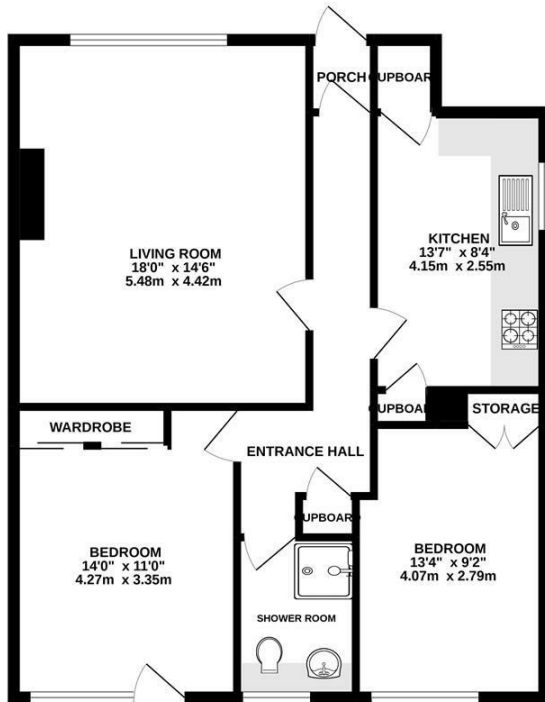 PORCH
CUPBOARD
LIVING ROOM
18'0" x 14'6"
5.48m x 4.42m
KITCHEN
13'7" x 8'4"
4.15m x 2.55m
WARDROBE
CUPBOARD
STORAGE
ENTRANCE HALL
CUPBOARD
BEDROOM
14'0" x 11'0"
4.27m x 3.35m
BEDROOM
13'4" x 9'2"
4.07m x 2.79m
SHOWER ROOM